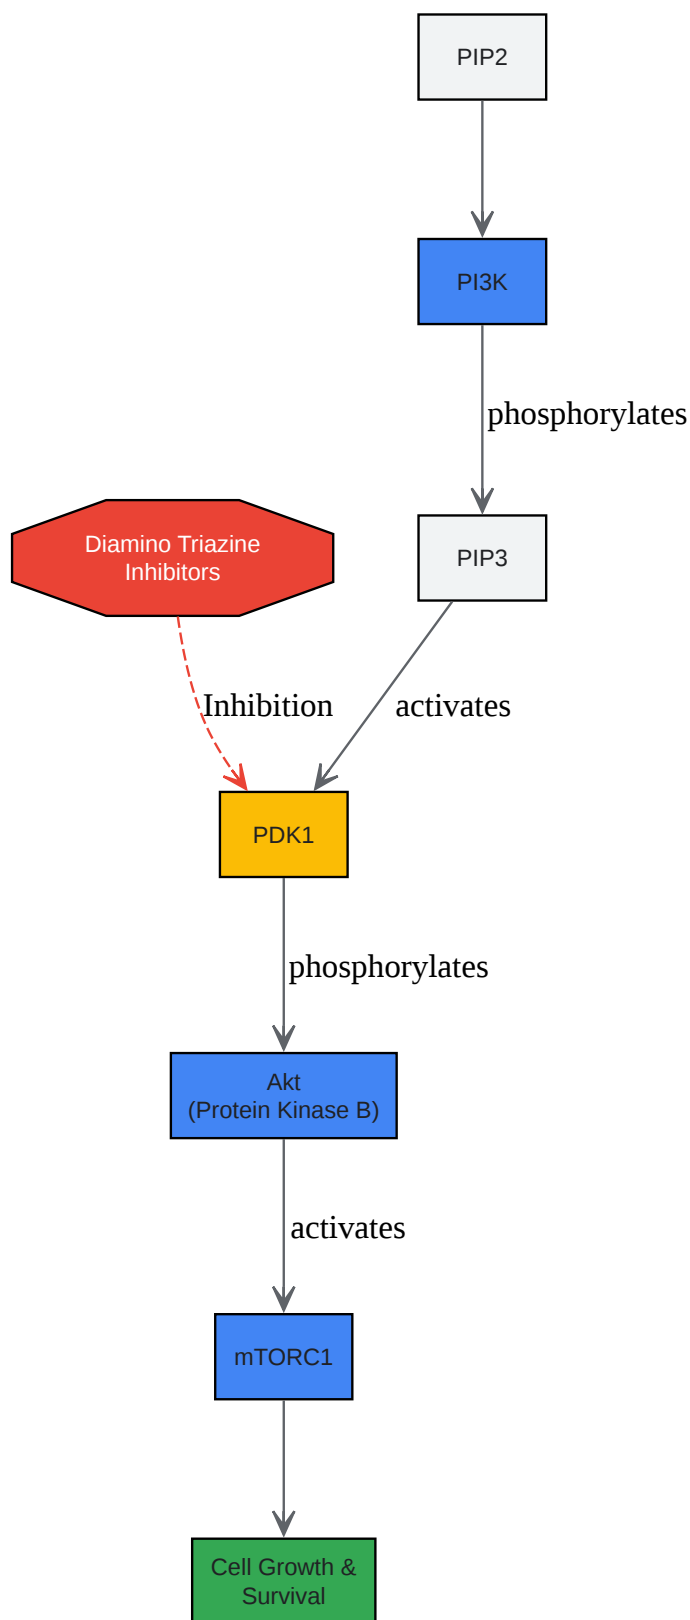 PIP2
PI3K
phosphorylates
Diamino Triazine
Inhibitors
PIP3
Inhibition
activates
PDK1
phosphorylates
Akt
(Protein Kinase B)
activates
mTORC1
Cell Growth &
Survival